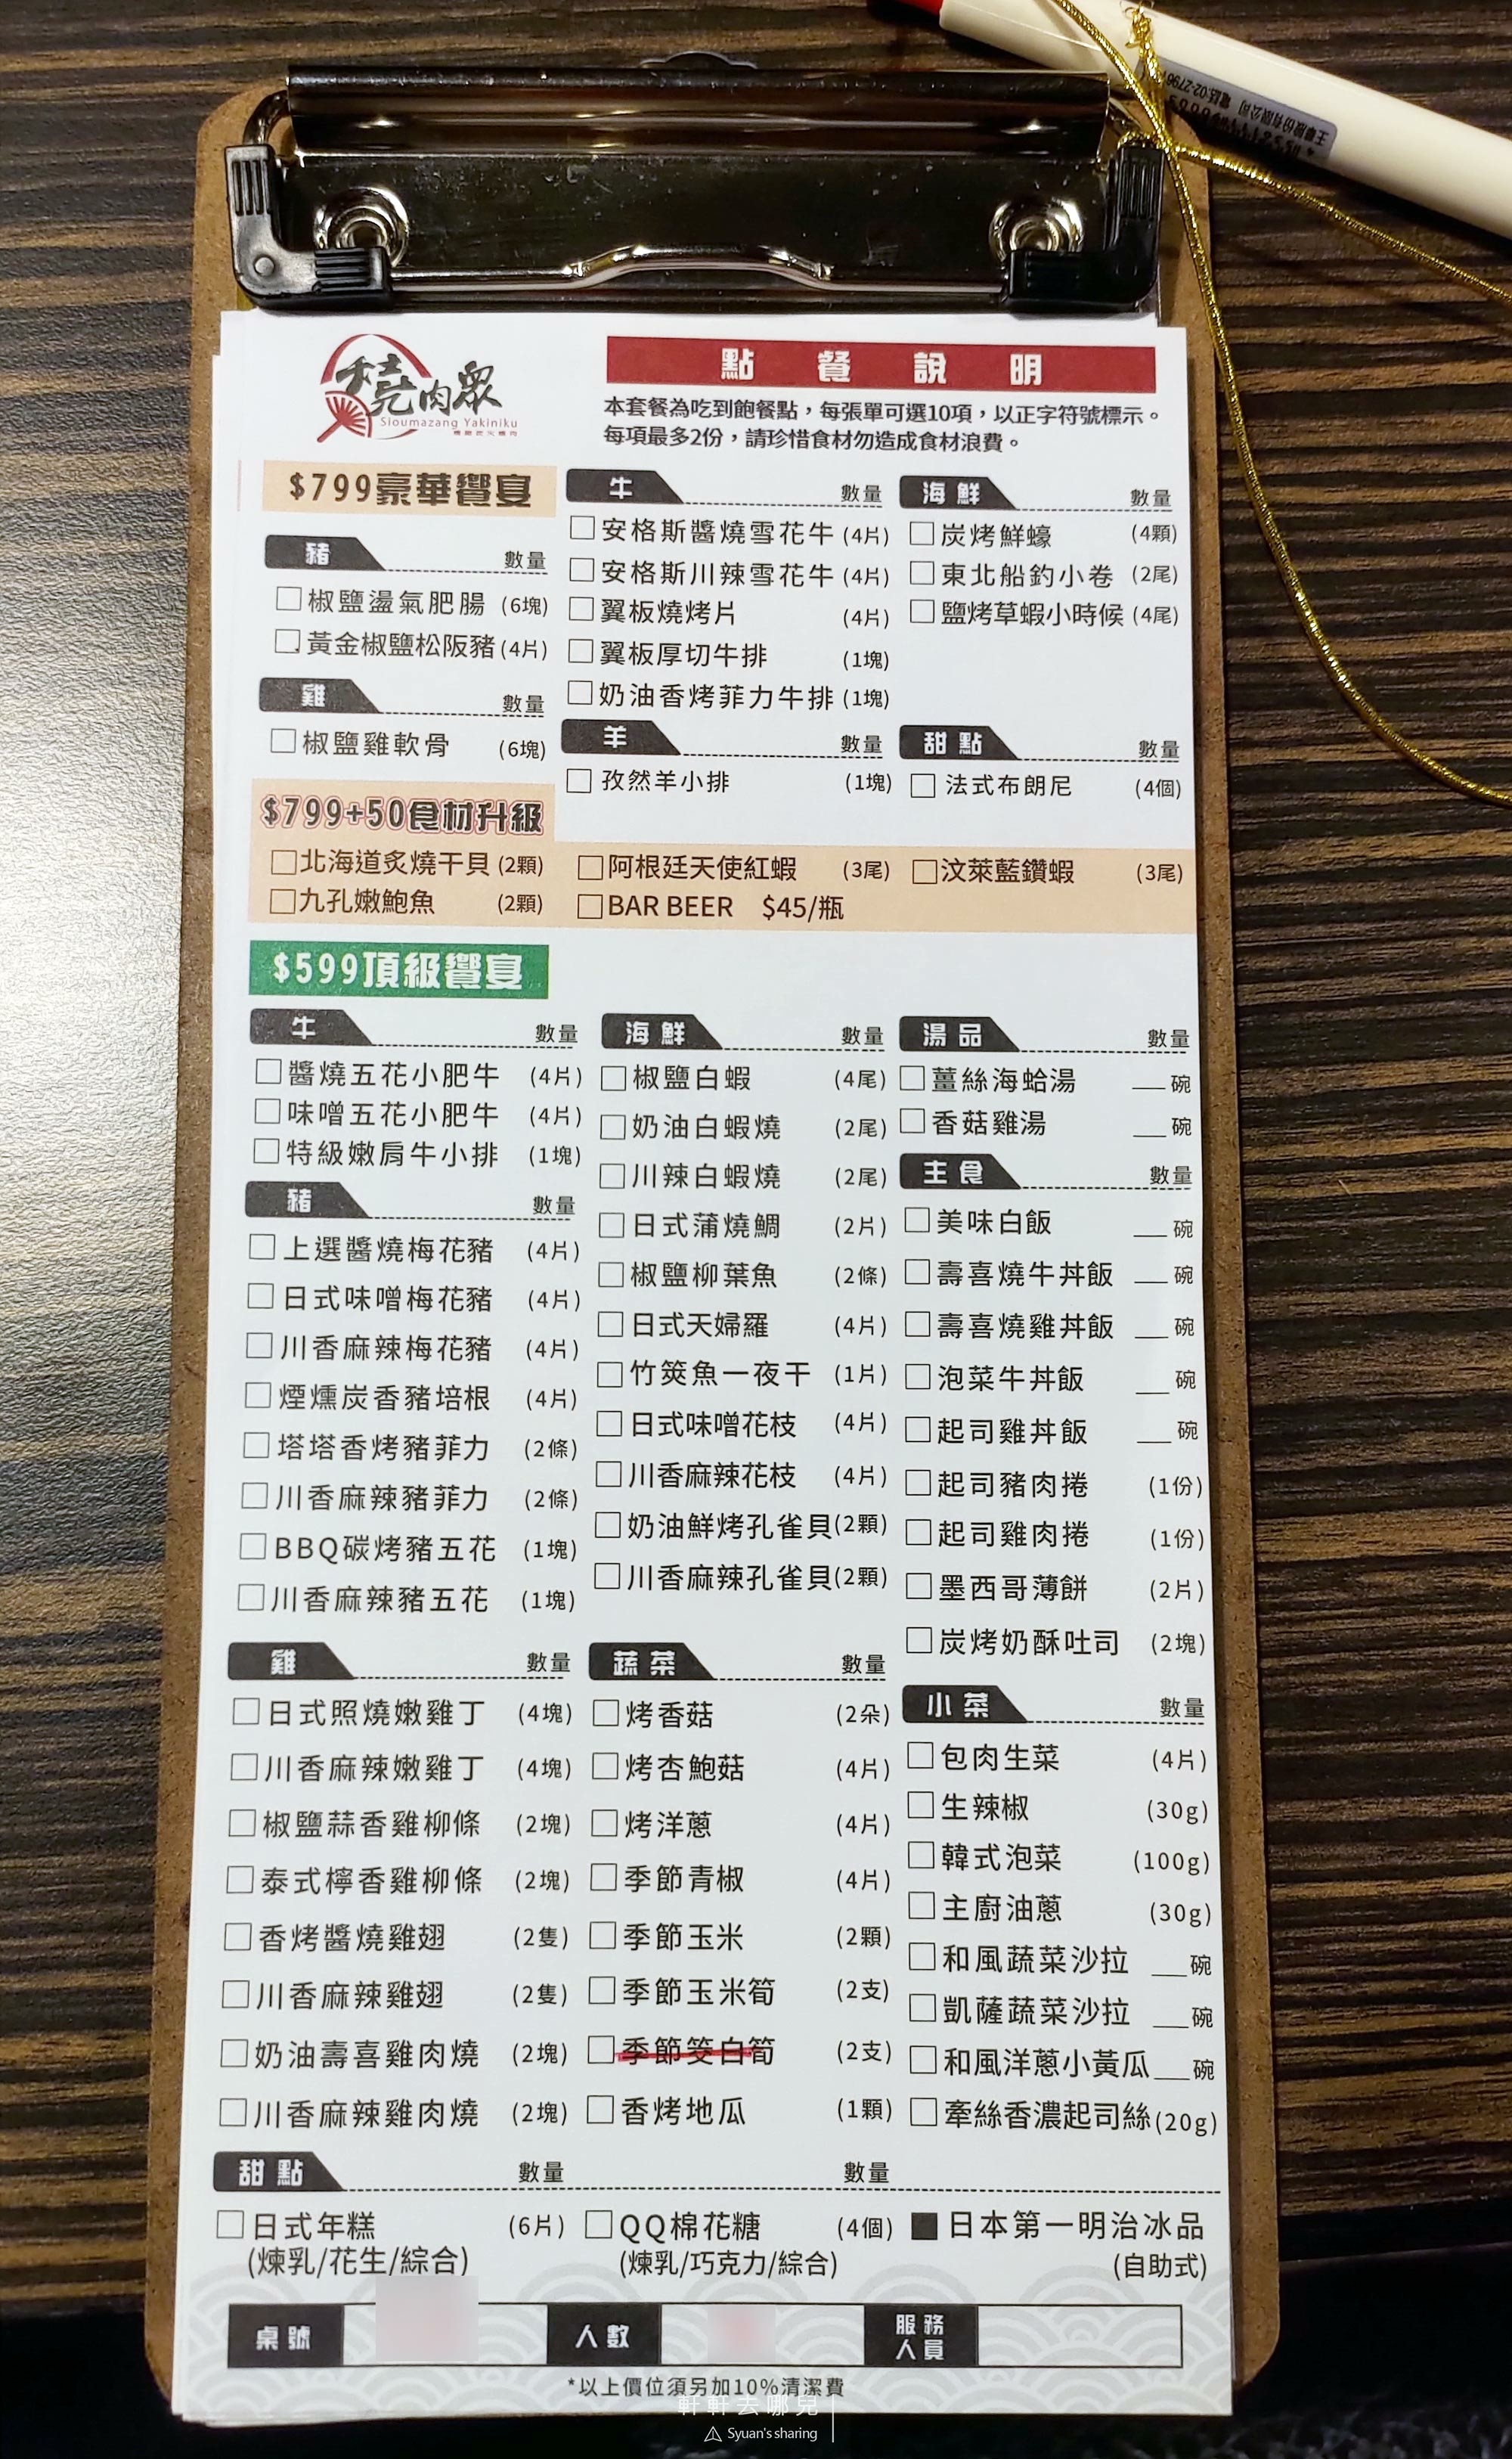 燒肉眾
Sioumazang Yakiniku
點餐說明
本套餐為吃到飽餐點，每張單可選10項，以正字符號標示。
每項最多2份，請珍惜食材勿造成食材浪費。
$799豪華饗宴
豬 數量
□椒鹽盪氣肥腸 (6塊)
□黃金椒鹽松阪豬 (4片)
雞 數量
□椒鹽雞軟骨 (6塊)
牛 數量
□安格斯醬燒雪花牛 (4片)
□安格斯川辣雪花牛 (4片)
□翼板燒烤片 (4片)
□翼板厚切牛排 (1塊)
□奶油香烤菲力牛排 (1塊)
羊 數量
□孜然羊小排 (1塊)
海鮮 數量
□炭烤鮮蠔 (4顆)
□東北船釣小卷 (2尾)
□鹽烤草蝦小時候 (4尾)
甜點 數量
□法式布朗尼 (4個)
$799+50食材升級
□北海道炙燒干貝 (2顆) □阿根廷天使紅蝦 (3尾) □汶萊藍鑽蝦 (3尾)
□九孔嫩鮑魚 (2顆) □BAR BEER $45/瓶
$599頂級饗宴
牛 數量
□醬燒五花小肥牛 (4片)
□味噌五花小肥牛 (4片)
□特級嫩肩牛小排 (1塊)
豬 數量
□上選醬燒梅花豬 (4片)
□日式味噌梅花豬 (4片)
□川香麻辣梅花豬 (4片)
□煙燻炭香豬培根 (4片)
□塔塔香烤豬菲力 (2條)
□川香麻辣豬菲力 (2條)
□BBQ碳烤豬五花 (1塊)
□川香麻辣豬五花 (1塊)
雞 數量
□日式照燒嫩雞丁 (4塊)
□川香麻辣嫩雞丁 (4塊)
□椒鹽蒜香雞柳條 (2塊)
□泰式檸香雞柳條 (2塊)
□香烤醬燒雞翅 (2隻)
□川香麻辣雞翅 (2隻)
□奶油壽喜雞肉燒 (2塊)
□川香麻辣雞肉燒 (2塊)
海鮮 數量
□椒鹽白蝦 (4尾)
□奶油白蝦燒 (2尾)
□川辣白蝦燒 (2尾)
□日式蒲燒鯛 (2片)
□椒鹽柳葉魚 (2條)
□日式天婦羅 (4片)
□竹筴魚一夜干 (1片)
□日式味噌花枝 (4片)
□川香麻辣花枝 (4片)
□奶油鮮烤孔雀貝(2顆)
□川香麻辣孔雀貝(2顆)
蔬菜 數量
□烤香菇 (2朵)
□烤杏鮑菇 (4片)
□烤洋蔥 (4片)
□季節青椒 (4片)
□季節玉米 (2顆)
□季節玉米筍 (2支)
□季節筊白筍 (2支)
□香烤地瓜 (1顆)
湯品 數量
□薑絲海蛤湯 __碗
□香菇雞湯 __碗
主食 數量
□美味白飯 __碗
□壽喜燒牛丼飯 __碗
□壽喜燒雞丼飯 __碗
□泡菜牛丼飯 __碗
□起司雞丼飯 __碗
□起司豬肉捲 (1份)
□起司雞肉捲 (1份)
□墨西哥薄餅 (2片)
□炭烤奶酥吐司 (2塊)
小菜 數量
□包肉生菜 (4片)
□生辣椒 (30g)
□韓式泡菜 (100g)
□主廚油蔥 (30g)
□和風蔬菜沙拉 __碗
□凱薩蔬菜沙拉 __碗
□和風洋蔥小黃瓜 __碗
□牽絲香濃起司絲(20g)
甜點 數量 數量
□日式年糕 (6片) □QQ棉花糖 (4個) ■日本第一明治冰品
(煉乳/花生/綜合) (煉乳/巧克力/綜合) (自助式)
桌號 人數 服務人員
*以上價位須另加10%清潔費
軒軒去哪兒
Syuan's sharing